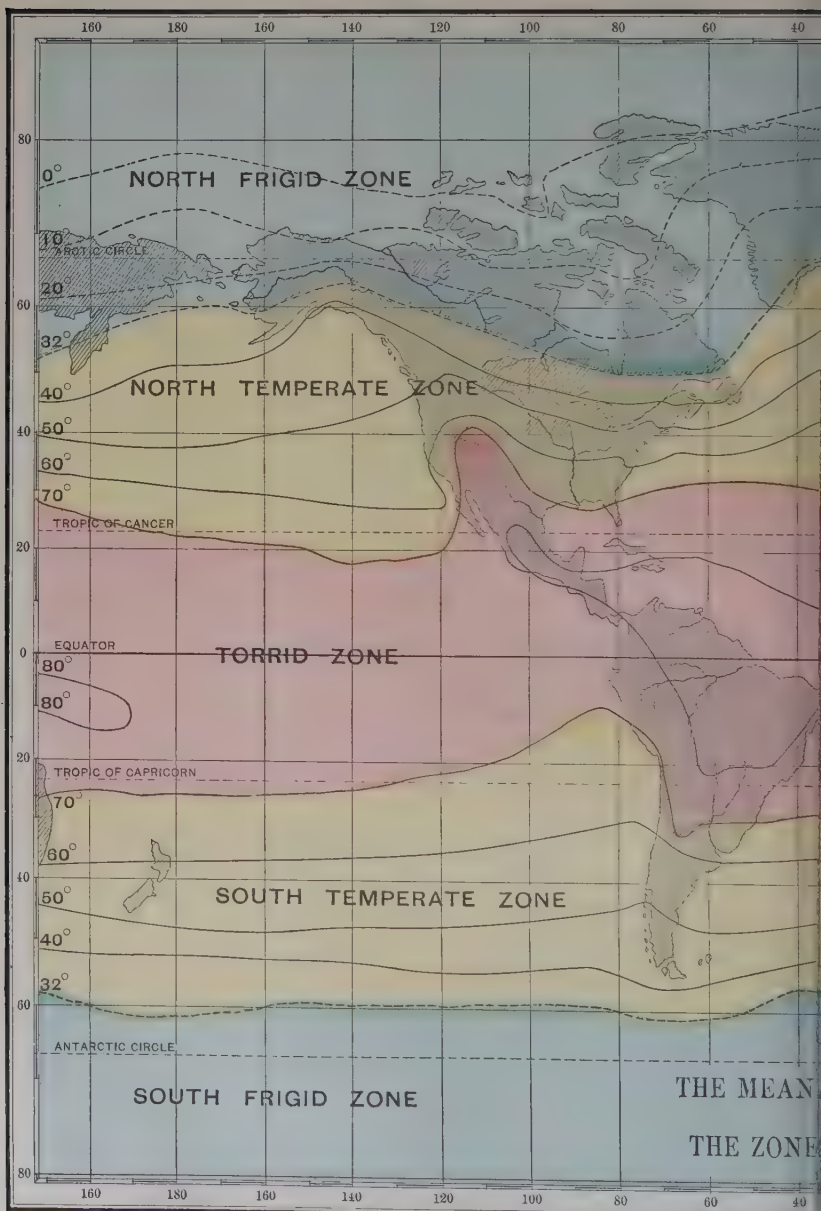 160 180 160 140 120 100 80 60 40
80
0°
NORTH FRIGID ZONE
10°
ARCTIC CIRCLE
20°
60
32°
NORTH TEMPERATE ZONE
40°
50°
40
60°
70°
TROPIC OF CANCER
20
EQUATOR
0
TORRID ZONE
80°
80°
20
TROPIC OF CAPRICORN
70°
60°
40
SOUTH TEMPERATE ZONE
50°
40°
32°
60
ANTARCTIC CIRCLE
SOUTH FRIGID ZONE
THE MEAN
THE ZONE
80
160 180 160 140 120 100 80 60 40